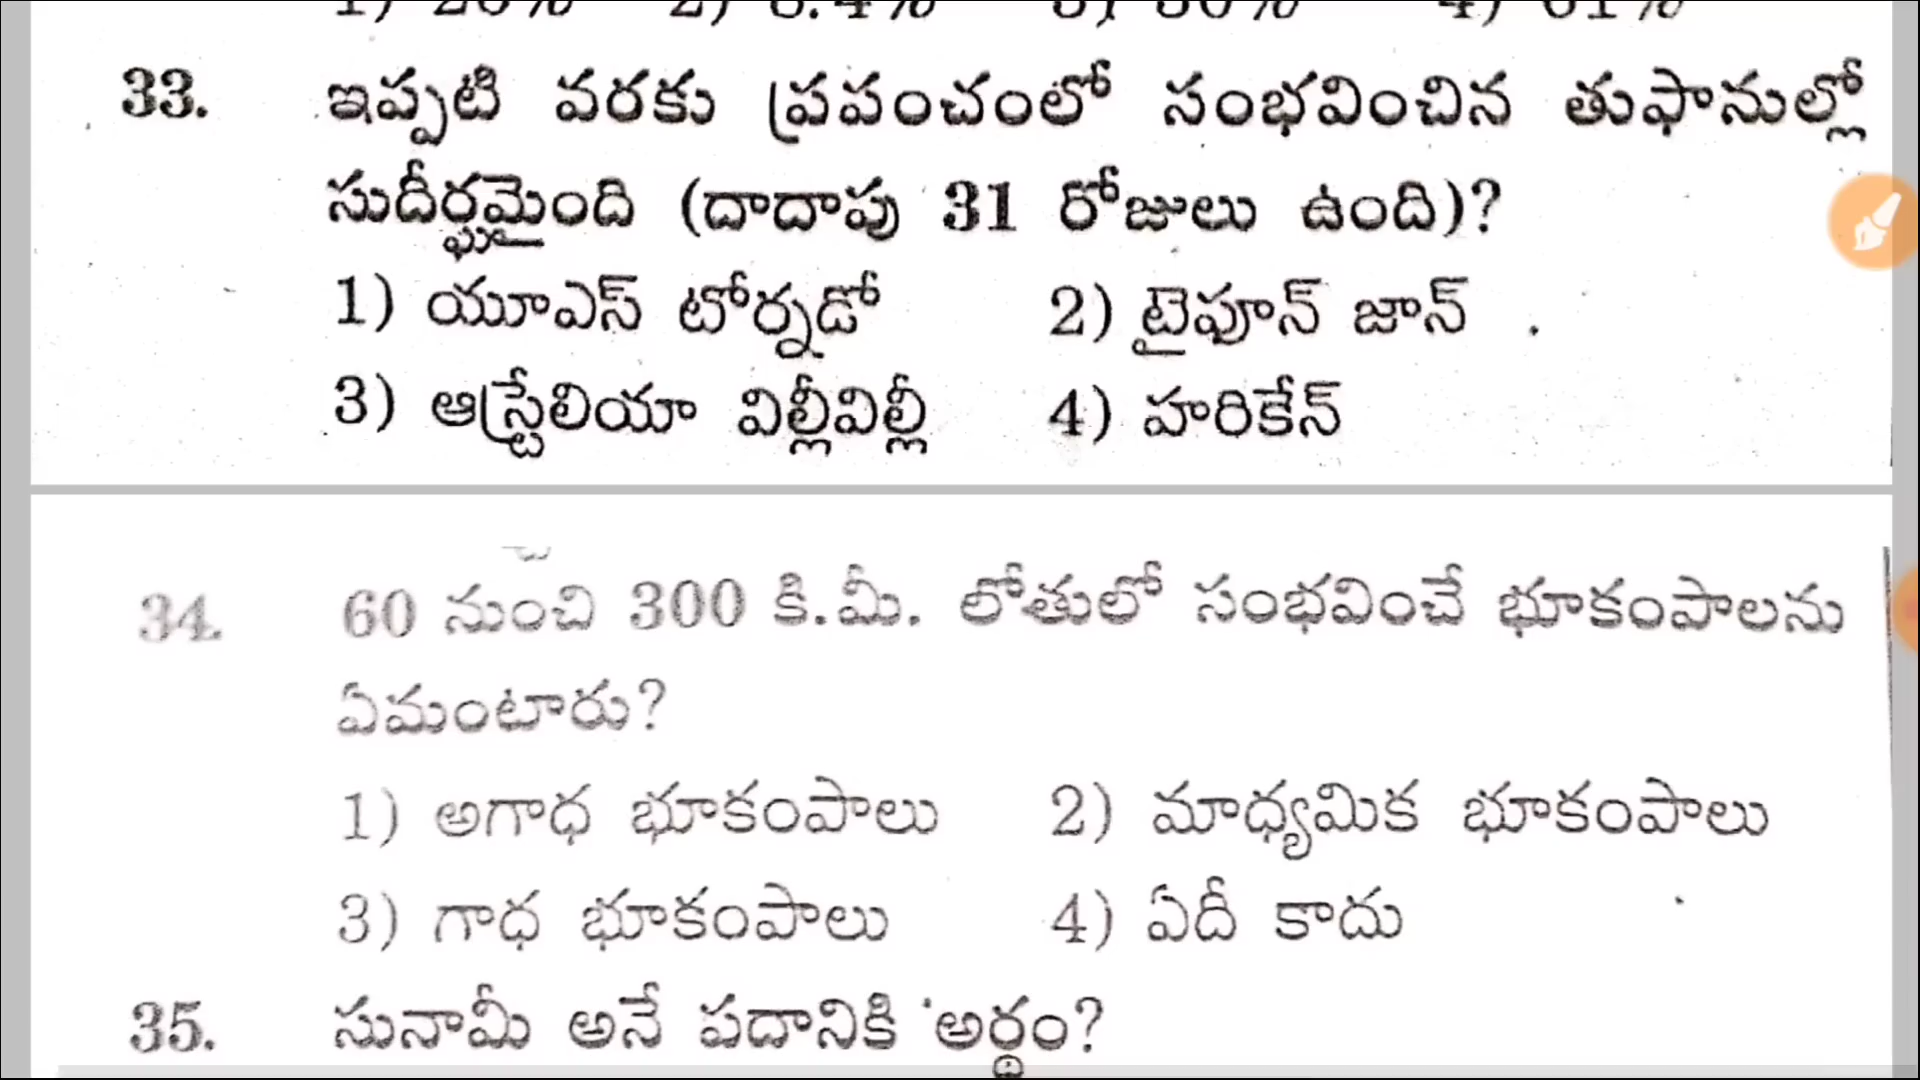 33. ఇప్పటి వరకు ప్రపంచంలో సంభవించిన తుఫానుల్లో
సుదీర్ఘమైంది (దాదాపు 31 రోజులు ఉంది)?
1) యూఎస్ టోర్నడో 2) టైఫూన్ జాన్
3) ఆస్ట్రేలియా విల్లీవిల్లీ 4) హరికేన్
34. 60 నుంచి 300 కి.మీ. లోతులో సంభవించే భూకంపాలను
ఏమంటారు?
1) అగాధ భూకంపాలు 2) మాధ్యమిక భూకంపాలు
3) గాధ భూకంపాలు 4) ఏదీ కాదు
35. సునామీ అనే పదానికి అర్థం?